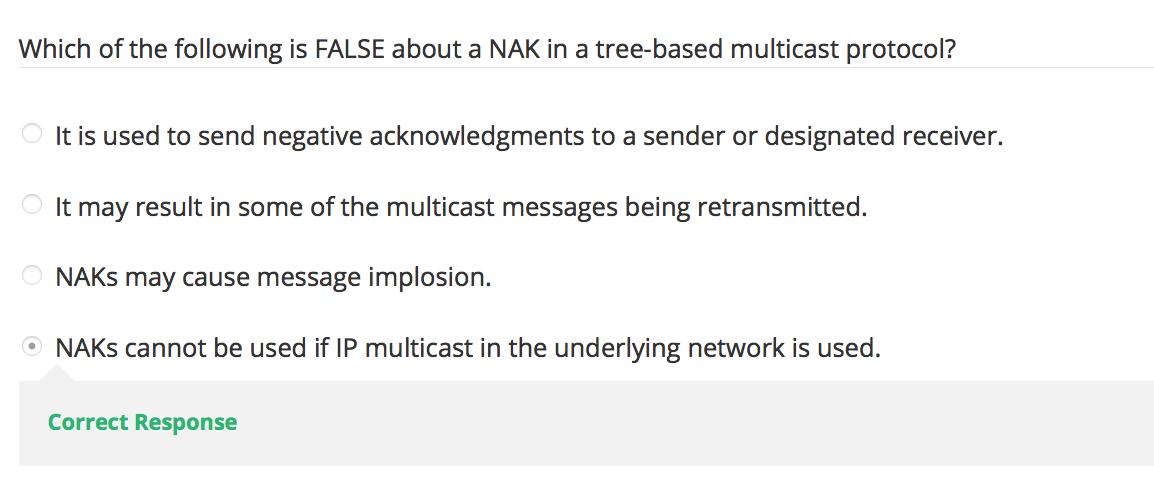 Which of the following is FALSE about a NAK in a tree-based multicast protocol?
It is used to send negative acknowledgments to a sender or designated receiver.
It may result in some of the multicast messages being retransmitted.
NAKs may cause message implosion.
NAKs cannot be used if IP multicast in the underlying network is used.
Correct Response